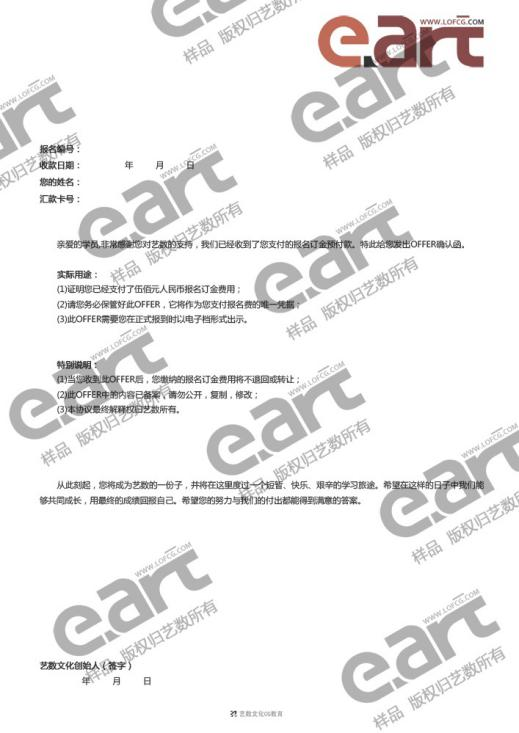 WWW.LOFCG.COM
e.art
报名编号：
收款日期： 年 月 日
您的姓名：
汇款卡号：
亲爱的学员,非常感谢您对艺数的支持，我们已经收到了您支付的报名订金预付款。特此给您发出OFFER确认函。
实际用途：
(1)证明您已经支付了伍佰元人民币报名订金费用；
(2)请您务必保管好此OFFER，它将作为您支付报名费的唯一凭据；
(3)此OFFER需要您在正式报到时以电子档形式出示。
特别说明：
(1)当您收到此OFFER后，您缴纳的报名订金费用将不退回或转让；
(2)此OFFER中的内容已备案，请勿公开，复制，修改；
(3)本协议最终解释权归艺数所有。
从此刻起，您将成为艺数的一份子，并将在这里度过一个短暂、快乐、艰辛的学习旅途。希望在这样的日子中我们能
够共同成长，用最终的成绩回报自己。希望您的努力与我们的付出都能得到满意的答案。
艺数文化创始人（签字）
年 月 日
艺数文化CG教育
样品 版权归艺数所有